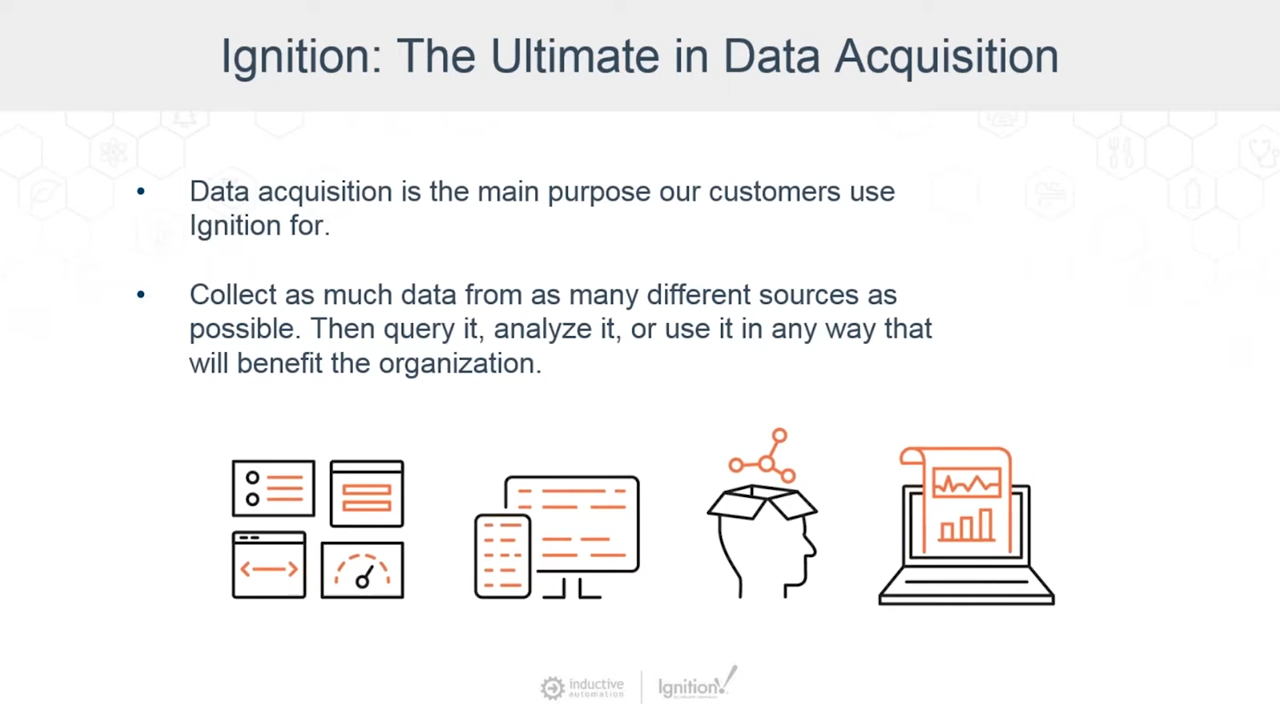 Ignition: The Ultimate in Data Acquisition
• Data acquisition is the main purpose our customers use
Ignition for.
• Collect as much data from as many different sources as
possible. Then query it, analyze it, or use it in any way that
will benefit the organization.
inductive
automation
Ignition!